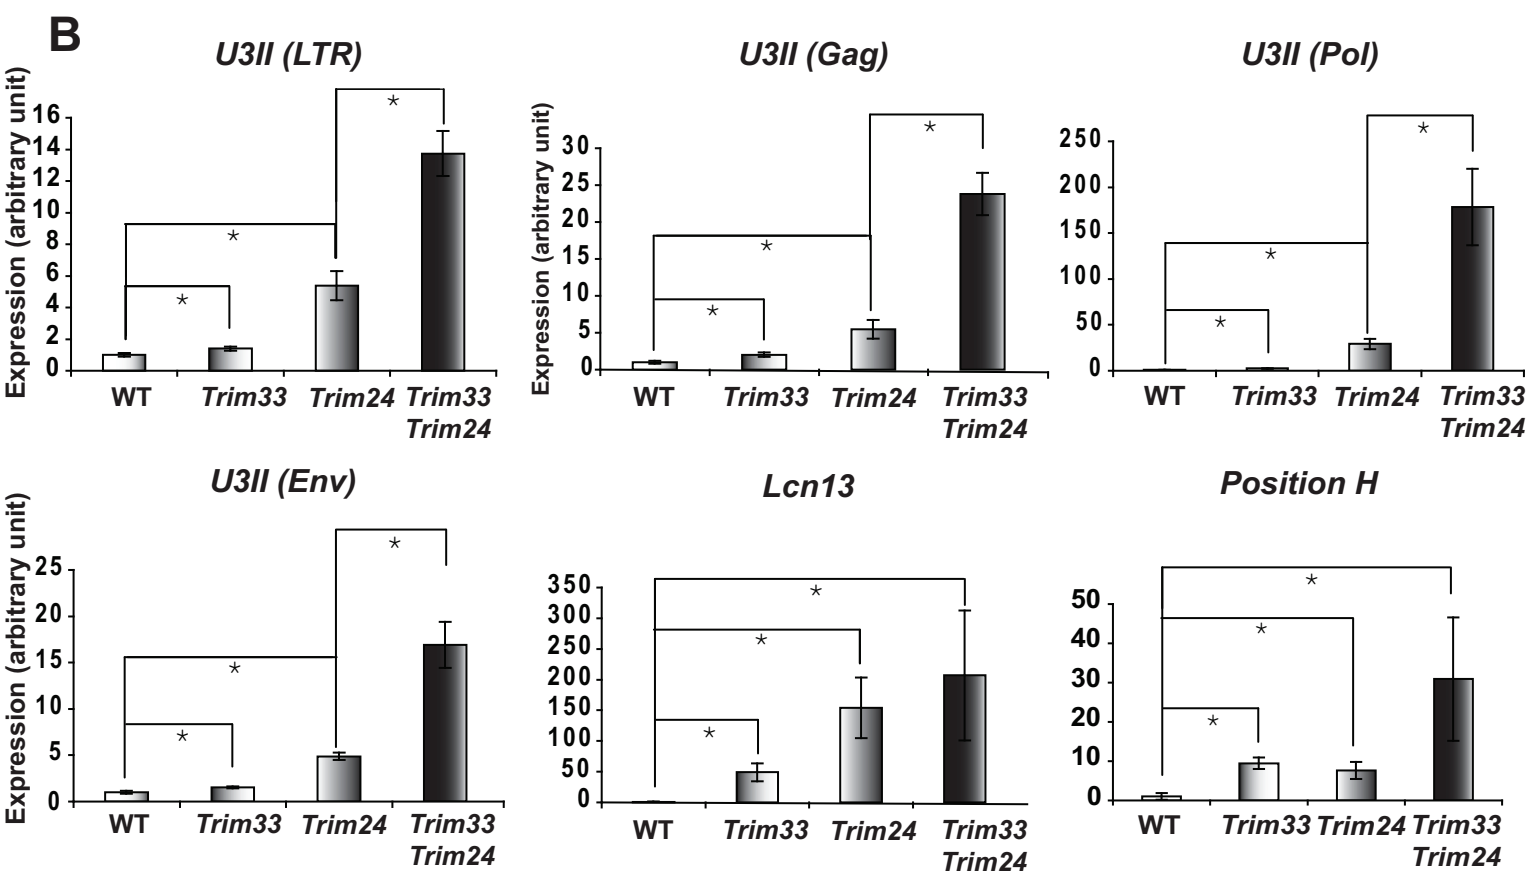 B
U3II (LTR)
Expression (arbitrary unit)
16
14
12
10
8
6
4
2
0
*
*
*
WT
Trim33
Trim24
Trim33
Trim24
U3II (Gag)
Expression (arbitrary unit)
30
25
20
15
10
5
0
*
*
*
WT
Trim33
Trim24
Trim33
Trim24
U3II (Pol)
250
200
150
100
50
0
*
*
*
WT
Trim33
Trim24
Trim33
Trim24
U3II (Env)
Expression (arbitrary unit)
25
20
15
10
5
0
*
*
*
WT
Trim33
Trim24
Trim33
Trim24
Lcn13
350
300
250
200
150
100
50
0
*
*
*
WT
Trim33
Trim24
Trim33
Trim24
Position H
50
40
30
20
10
0
*
*
*
WT
Trim33
Trim24
Trim33
Trim24